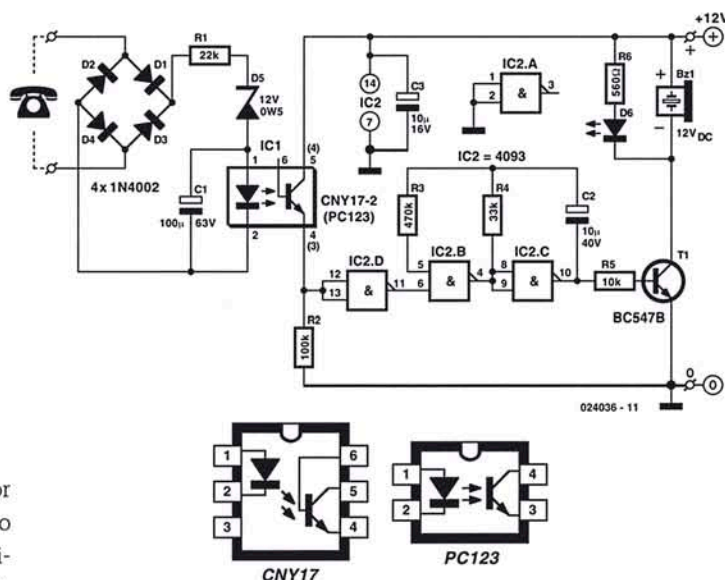 +12V
R1
22k
D2
D1
D4
D3
4x 1N4002
D5
12V
0W5
IC1
1
6
5
(4)
2
4
(3)
CNY17-2
(PC123)
C1
100µ
63V
R2
100k
14
IC2
7
C3
10µ
16V
IC2.A
1
2
&
3
IC2 = 4093
R3
470k
R4
33k
C2
10µ
40V
IC2.D
12
13
&
11
IC2.B
5
6
&
4
IC2.C
8
9
&
10
R5
10k
R6
560Ω
D6
+
+
Bz1
12V DC
T1
BC547B
0
0
024036 - 11
or
o
i-
1
2
3
6
5
4
CNY17
1
2
4
3
PC123